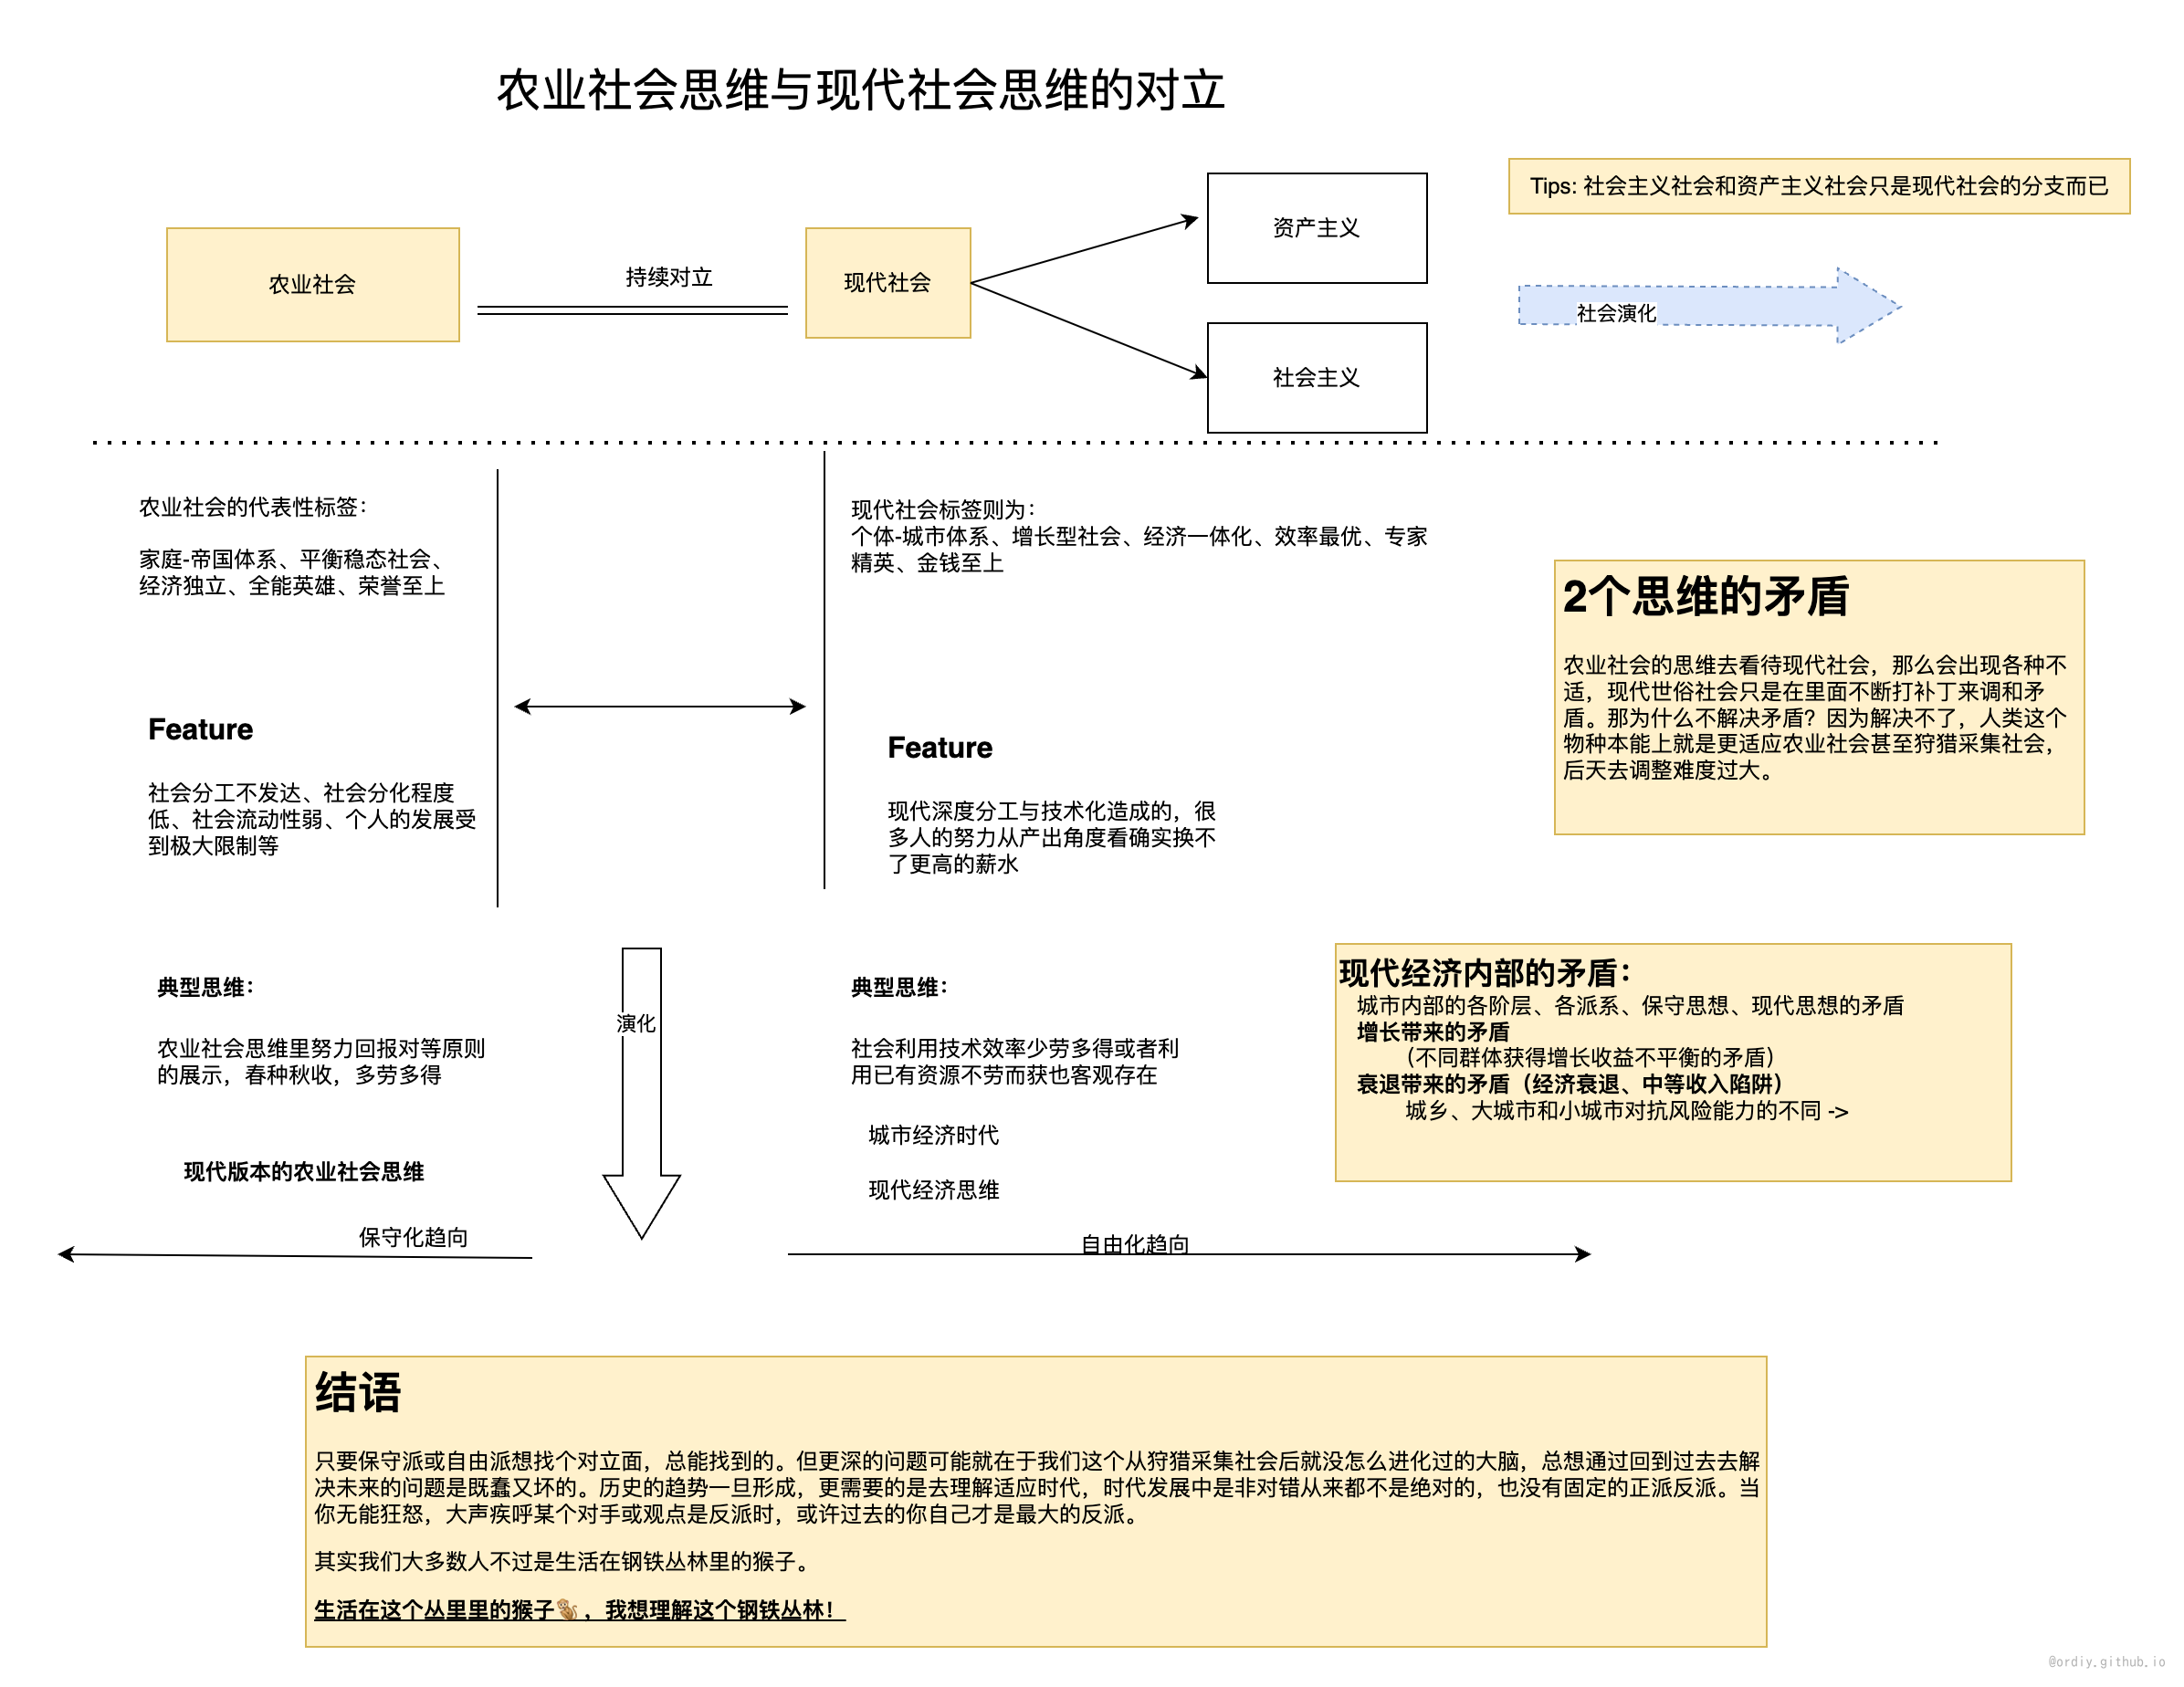 农业社会思维与现代社会思维的对立
Tips: 社会主义社会和资产主义社会只是现代社会的分支而已
农业社会
持续对立
现代社会
资产主义
社会主义
社会演化
农业社会的代表性标签：
家庭-帝国体系、平衡稳态社会、
经济独立、全能英雄、荣誉至上
现代社会标签则为：
个体-城市体系、增长型社会、经济一体化、效率最优、专家
精英、金钱至上
2个思维的矛盾
农业社会的思维去看待现代社会，那么会出现各种不
适，现代世俗社会只是在里面不断打补丁来调和矛
盾。那为什么不解决矛盾？因为解决不了，人类这个
物种本能上就是更适应农业社会甚至狩猎采集社会，
后天去调整难度过大。
Feature
社会分工不发达、社会分化程度
低、社会流动性弱、个人的发展受
到极大限制等
Feature
现代深度分工与技术化造成的，很
多人的努力从产出角度看确实换不
了更高的薪水
典型思维：
农业社会思维里努力回报对等原则
的展示，春种秋收，多劳多得
现代版本的农业社会思维
保守化趋向
演化
典型思维：
社会利用技术效率少劳多得或者利
用已有资源不劳而获也客观存在
城市经济时代
现代经济思维
自由化趋向
现代经济内部的矛盾：
城市内部的各阶层、各派系、保守思想、现代思想的矛盾
增长带来的矛盾
（不同群体获得增长收益不平衡的矛盾）
衰退带来的矛盾（经济衰退、中等收入陷阱）
城乡、大城市和小城市对抗风险能力的不同 ->
结语
只要保守派或自由派想找个对立面，总能找到的。但更深的问题可能就在于我们这个从狩猎采集社会后就没怎么进化过的大脑，总想通过回到过去去解
决未来的问题是既蠢又坏的。历史的趋势一旦形成，更需要的是去理解适应时代，时代发展中是非对错从来都不是绝对的，也没有固定的正派反派。当
你无能狂怒，大声疾呼某个对手或观点是反派时，或许过去的你自己才是最大的反派。
其实我们大多数人不过是生活在钢铁丛林里的猴子。
生活在这个丛里里的猴子🐒，我想理解这个钢铁丛林！
@ordiy.github.io